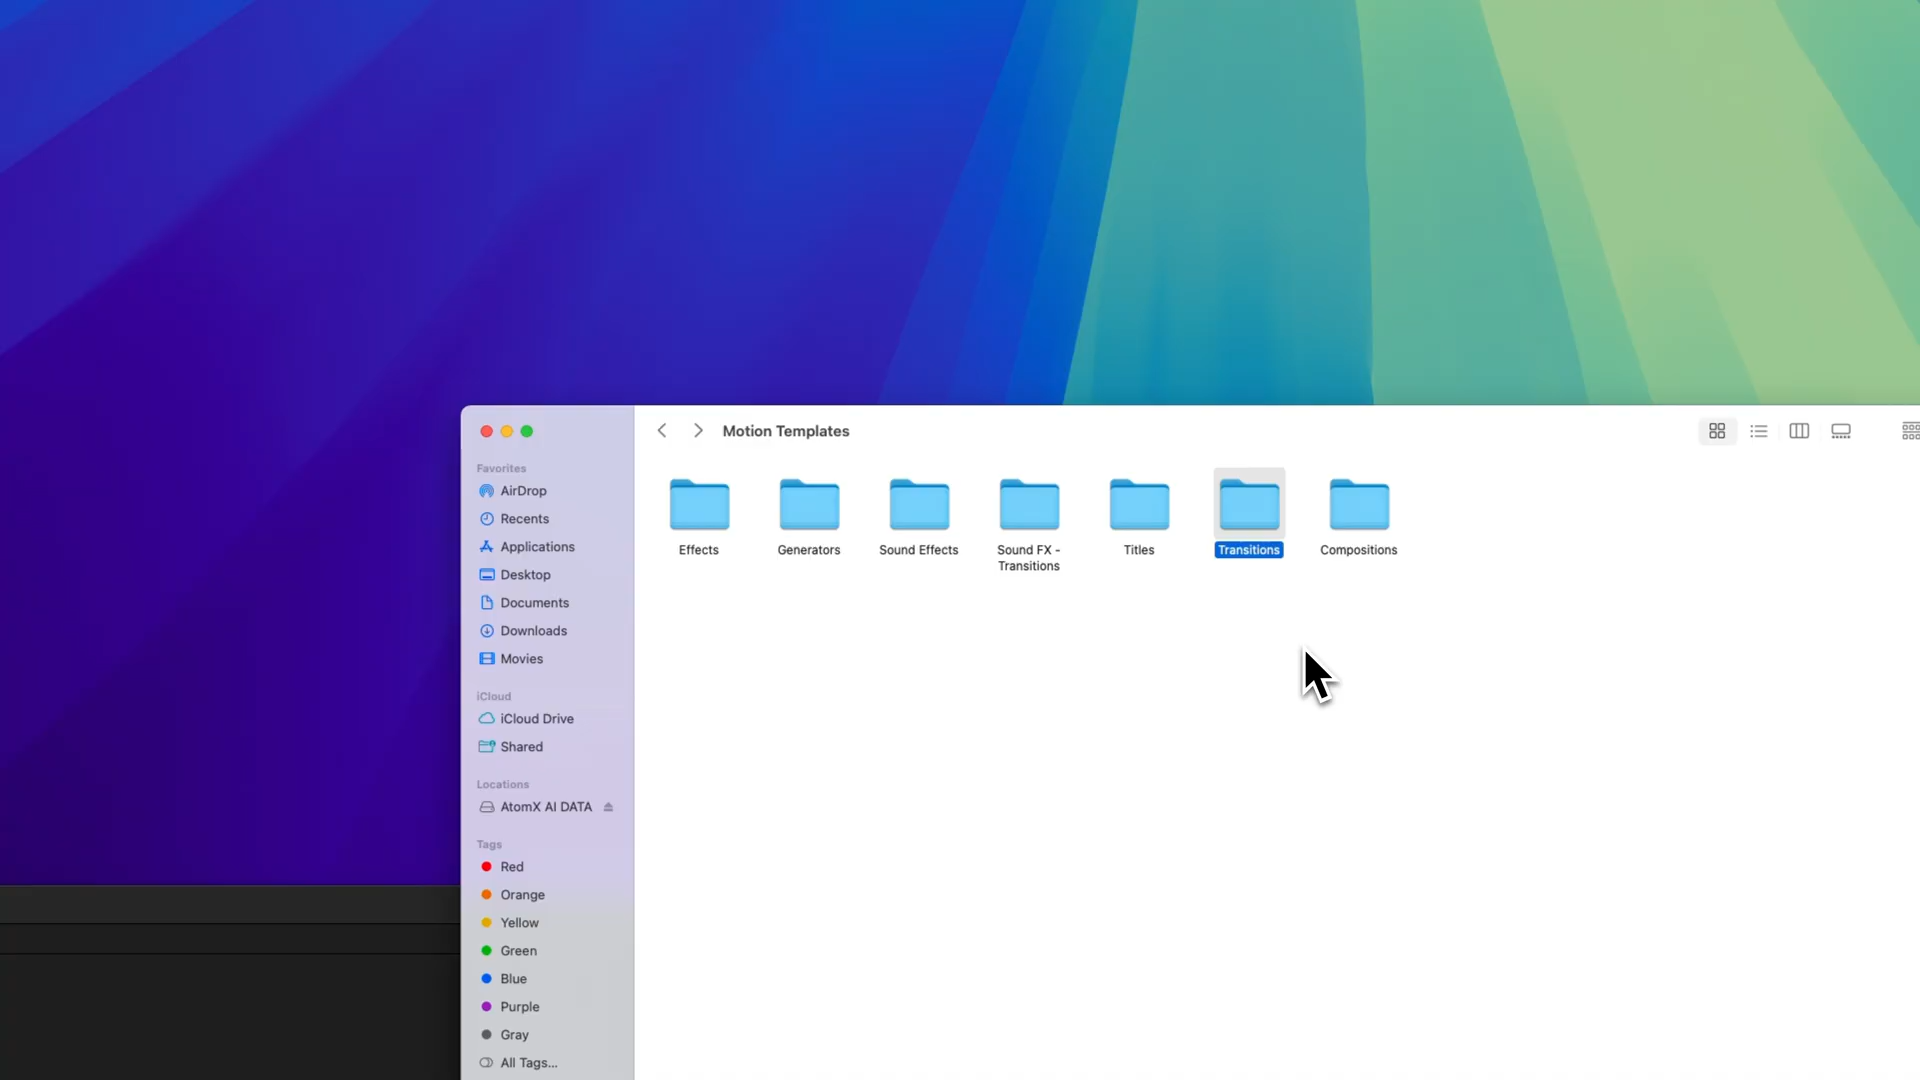 Motion Templates
Favorites
AirDrop
Recents
Applications
Desktop
Documents
Downloads
Movies
iCloud
iCloud Drive
Shared
Locations
AtomX AI DATA
Tags
Red
Orange
Yellow
Green
Blue
Purple
Gray
All Tags...
Effects
Generators
Sound Effects
Sound FX -
Transitions
Titles
Transitions
Compositions